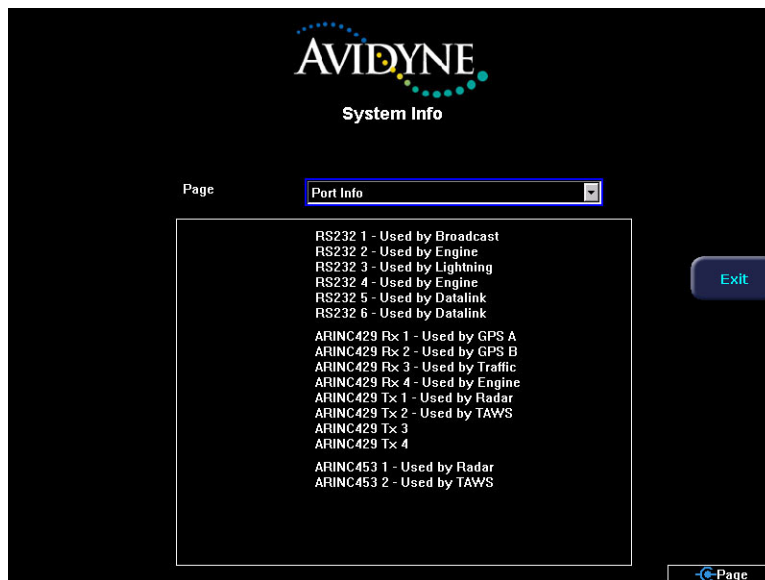 AVIDYNE
System Info
Page
Port Info
RS232 1 - Used by Broadcast
RS232 2 - Used by Engine
RS232 3 - Used by Lightning
RS232 4 - Used by Engine
RS232 5 - Used by Datalink
RS232 6 - Used by Datalink
ARINC429 Rx 1 - Used by GPS A
ARINC429 Rx 2 - Used by GPS B
ARINC429 Rx 3 - Used by Traffic
ARINC429 Rx 4 - Used by Engine
ARINC429 Tx 1 - Used by Radar
ARINC429 Tx 2 - Used by TAWS
ARINC429 Tx 3
ARINC429 Tx 4
ARINC453 1 - Used by Radar
ARINC453 2 - Used by TAWS
Exit
Page